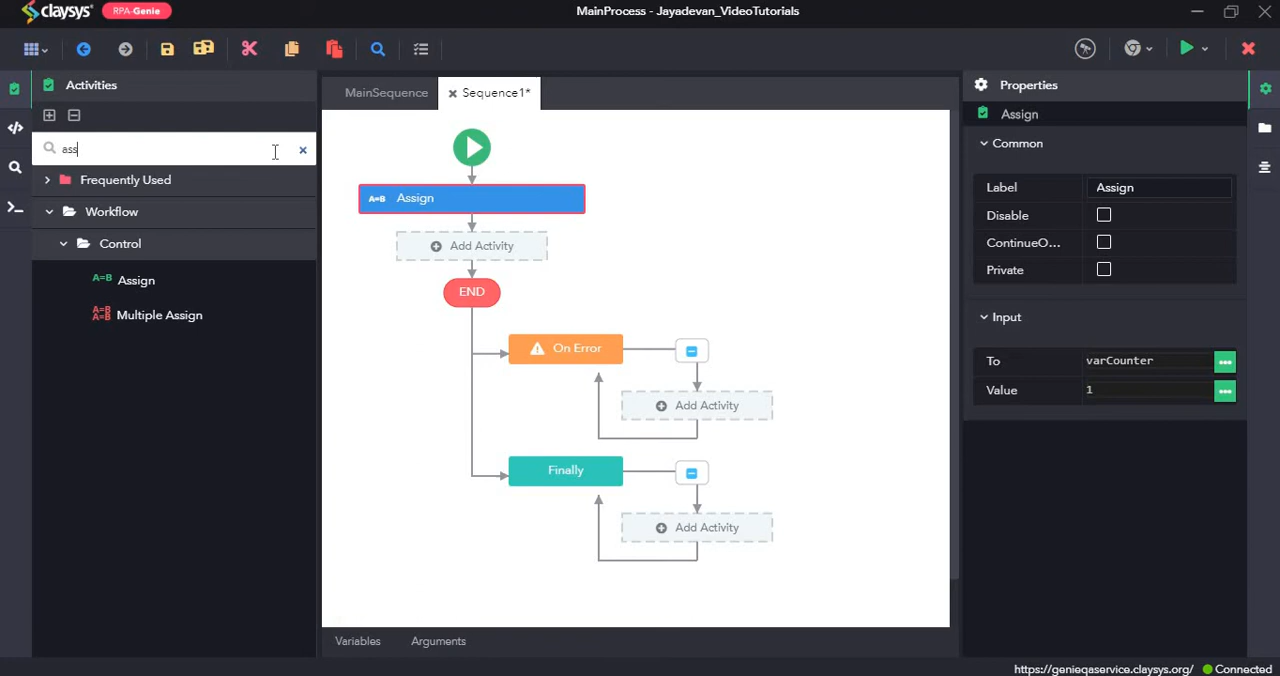 claysys RPA-Genie MainProcess - Jayadevan_VideoTutorials
Activities
ass
Frequently Used
Workflow
Control
A=B Assign
A=B
A=B Multiple Assign
MainSequence
Sequence1*
A=B Assign
Add Activity
END
On Error
Add Activity
Finally
Add Activity
Variables Arguments
Properties
Assign
Common
Label Assign
Disable
ContinueO...
Private
Input
To varCounter
Value 1
https://genieqaservice.claysys.org/ Connected